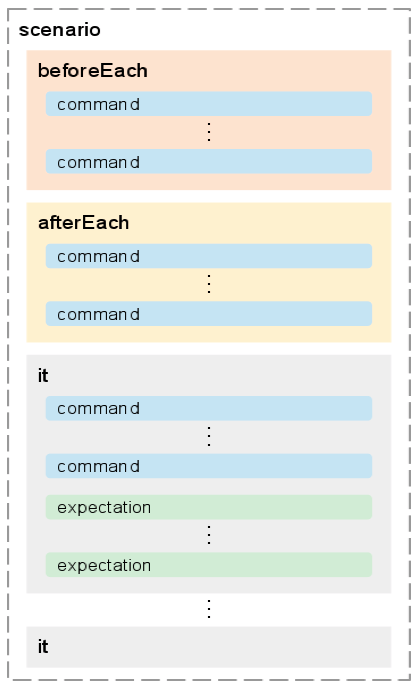 scenario
beforeEach
command
command
afterEach
command
command
it
command
command
expectation
expectation
it